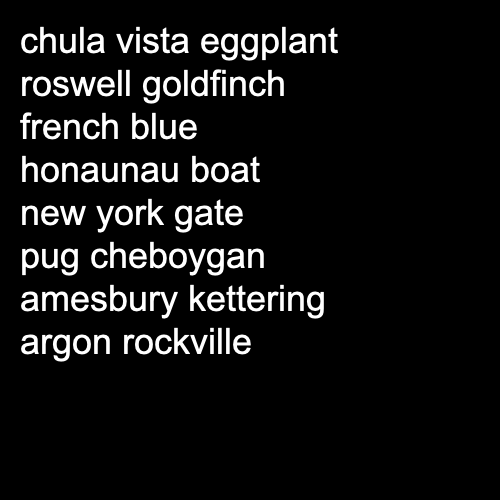 chula vista eggplant
roswell goldfinch
french blue
honaunau boat
new york gate
pug cheboygan
amesbury kettering
argon rockville